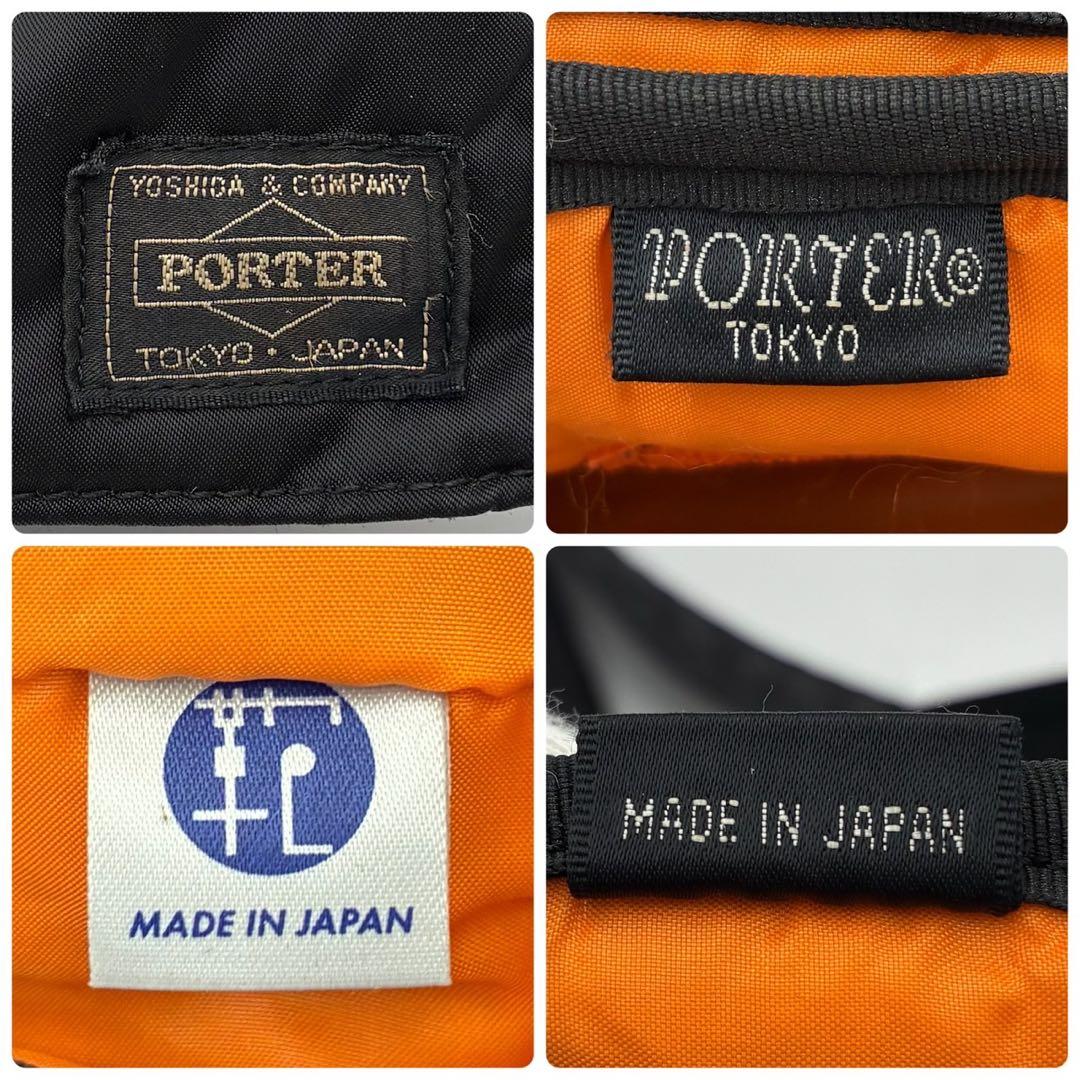 YOSHIDA & COMPANY
PORTER
TOKYO · JAPAN
PORTER®
TOKYO
MADE IN JAPAN
MADE IN JAPAN